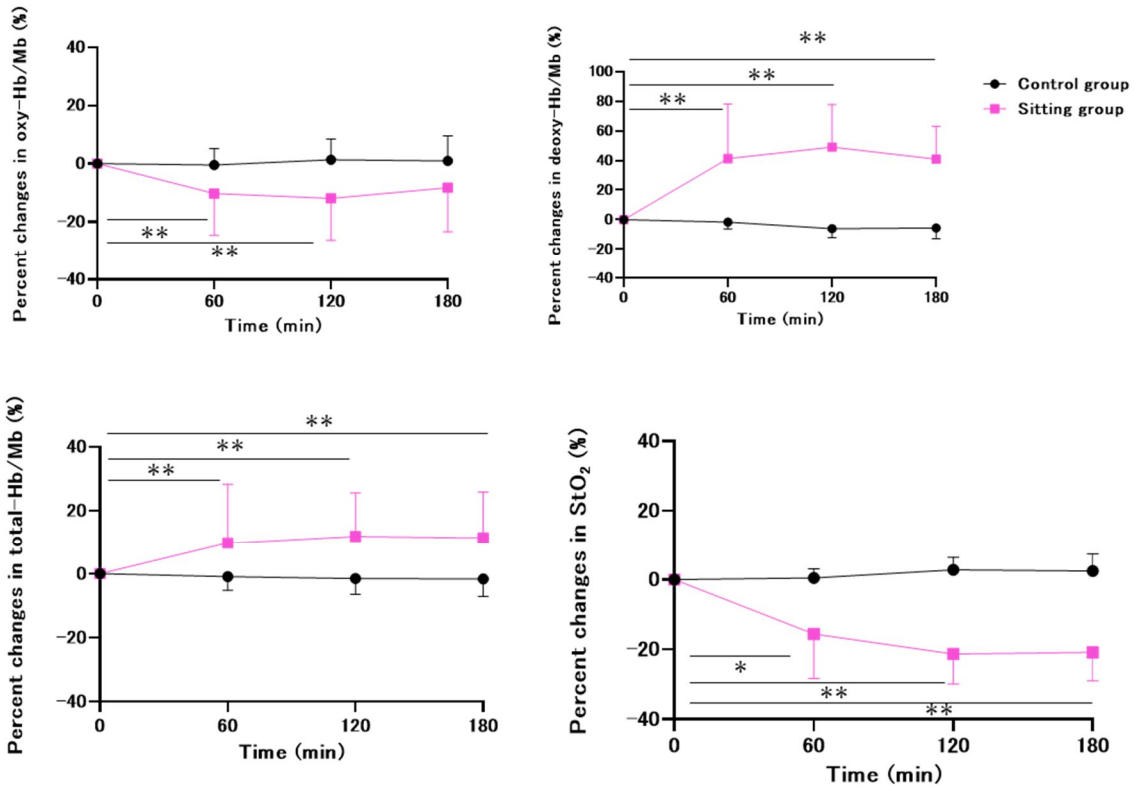 Percent changes in oxy-Hb/Mb (%)
40
20
0
-20
-40
**
**
0 60 120 180
Time (min)
Percent changes in deoxy-Hb/Mb (%)
100
80
60
40
20
0
-20
-40
**
**
**
0 60 120 180
Time (min)
Control group
Sitting group
Percent changes in total-Hb/Mb (%)
40
20
0
-20
-40
**
**
**
0 60 120 180
Time (min)
Percent changes in StO₂ (%)
40
20
0
-20
-40
*
**
**
0 60 120 180
Time (min)